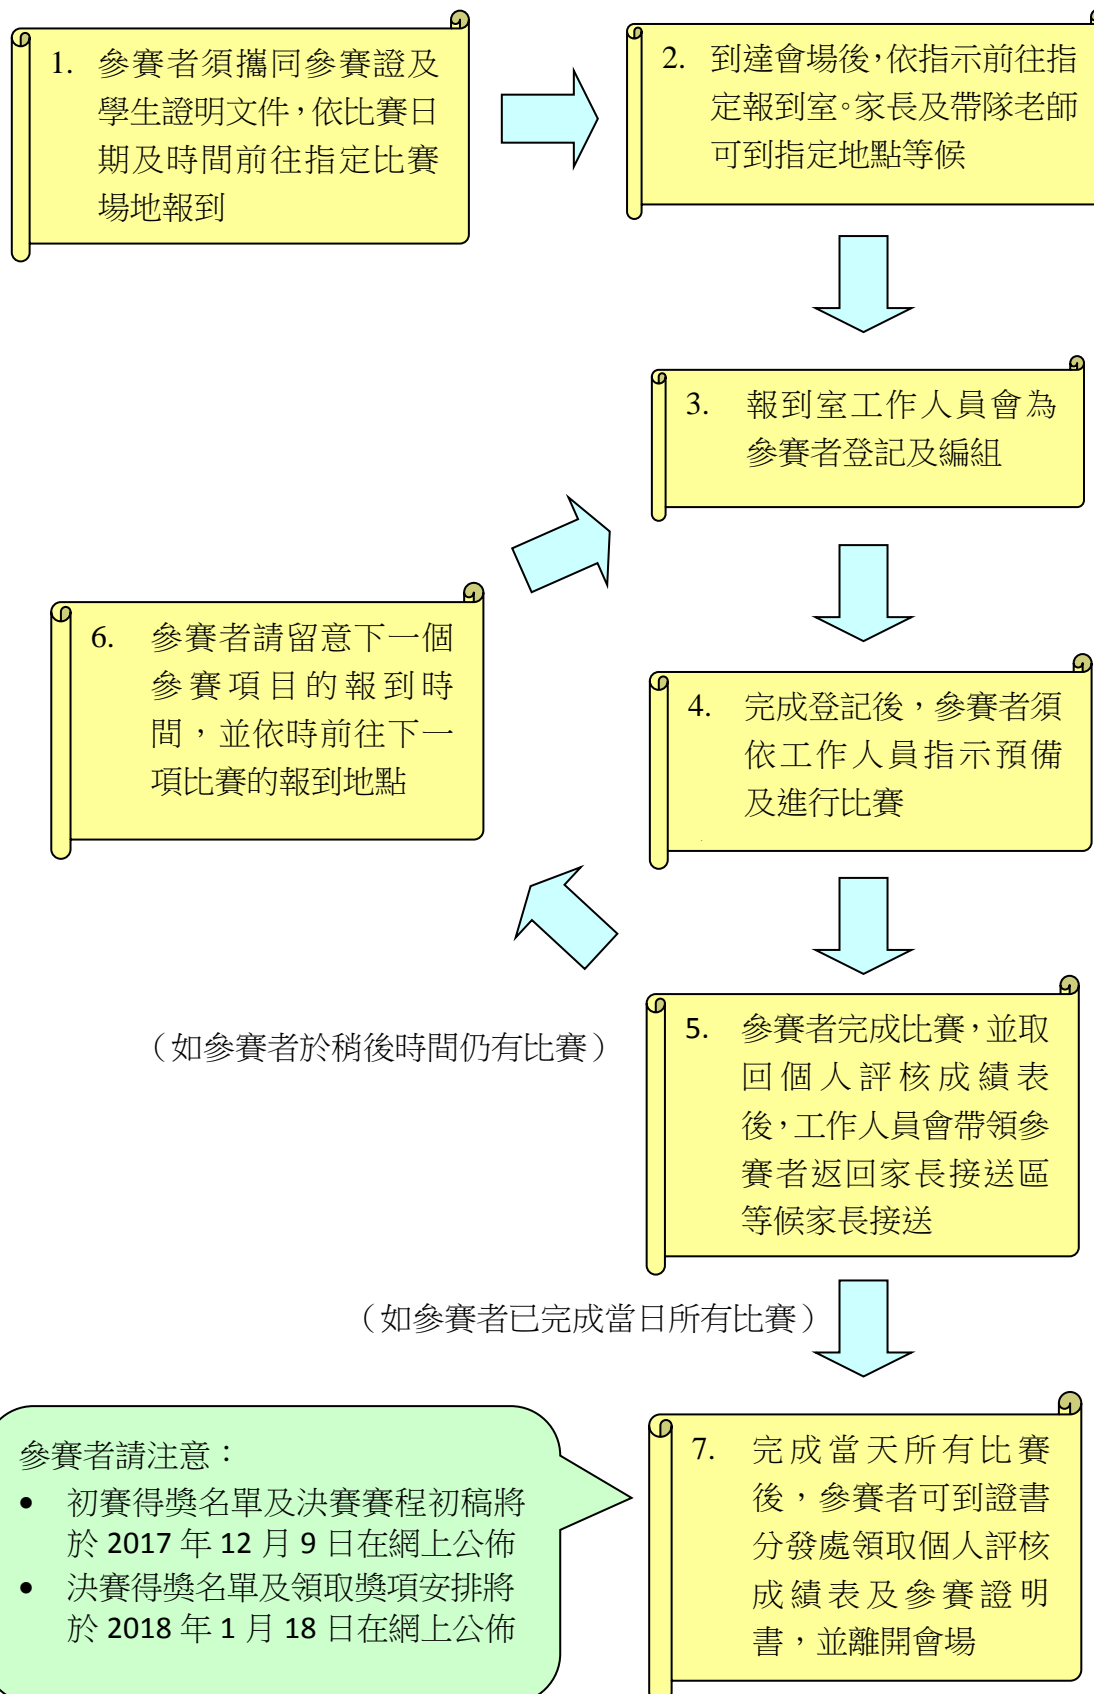 1. 參賽者須攜同參賽證及
學生證明文件，依比賽日
期及時間前往指定比賽
場地報到
2. 到達會場後，依指示前往指
定報到室。家長及帶隊老師
可到指定地點等候
3. 報到室工作人員會為
參賽者登記及編組
4. 完成登記後，參賽者須
依工作人員指示預備
及進行比賽
5. 參賽者完成比賽，並取
回個人評核成績表
後，工作人員會帶領參
賽者返回家長接送區
等候家長接送
（如參賽者於稍後時間仍有比賽）
6. 參賽者請留意下一個
參賽項目的報到時
間，並依時前往下一
項比賽的報到地點
（如參賽者已完成當日所有比賽）
7. 完成當天所有比賽
後，參賽者可到證書
分發處領取個人評核
成績表及參賽證明
書，並離開會場
參賽者請注意：
• 初賽得獎名單及決賽賽程初稿將
於 2017 年 12 月 9 日在網上公佈
• 決賽得獎名單及領取獎項安排將
於 2018 年 1 月 18 日在網上公佈